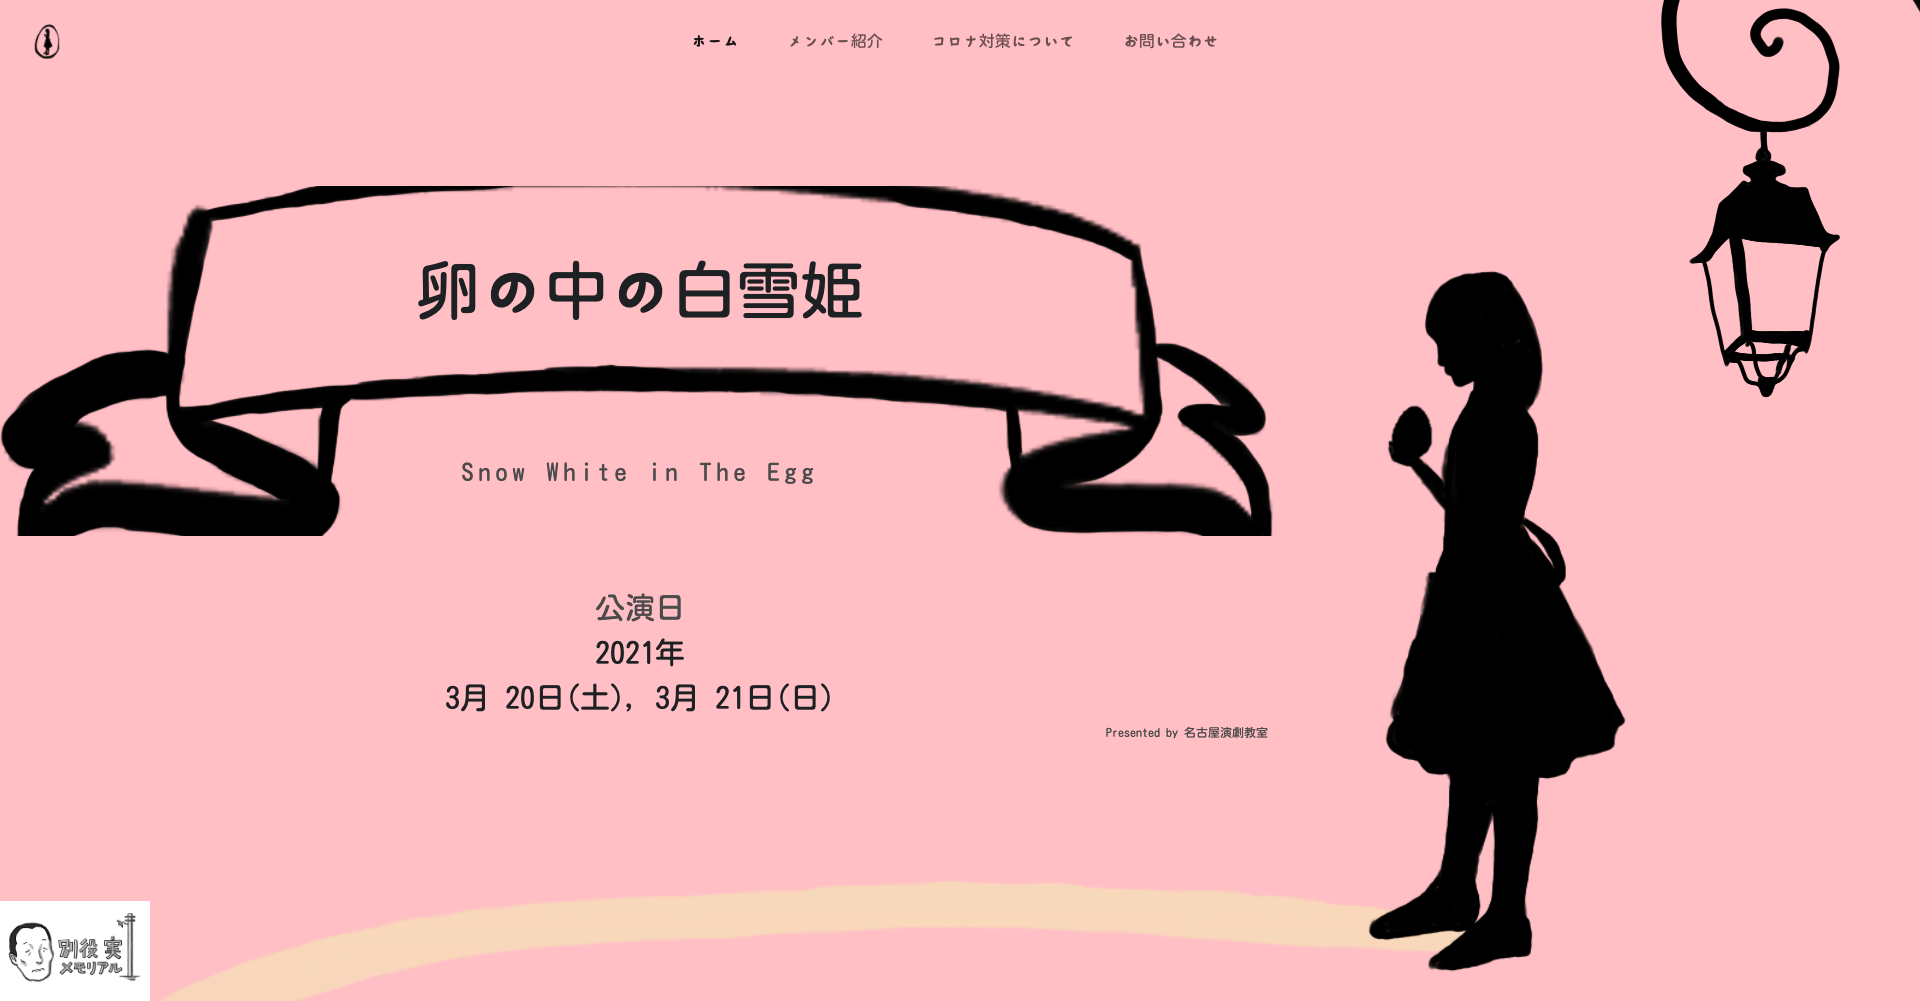 ホーム
メンバー紹介
コロナ対策について
お問い合わせ
卵の中の白雪姫
Snow White in The Egg
公演日
2021年
3月 20日(土), 3月 21日(日)
Presented by 名古屋演劇教室
別役 実
メモリアル